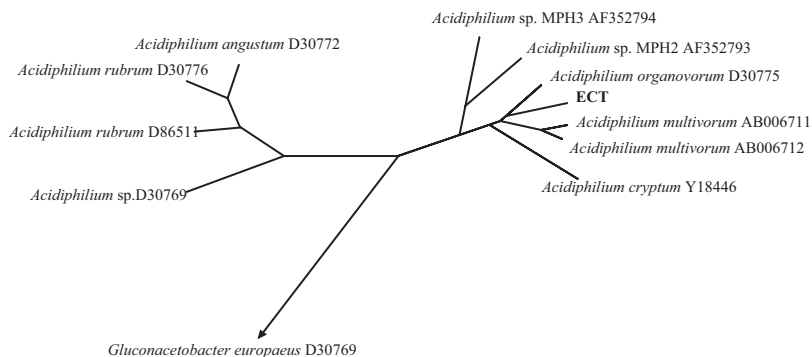 Acidiphilium sp. MPH3 AF352794
Acidiphilium angustum D30772
Acidiphilium sp. MPH2 AF352793
Acidiphilium rubrum D30776
Acidiphilium organovorum D30775
ECT
Acidiphilium multivorum AB006711
Acidiphilium rubrum D86511
Acidiphilium multivorum AB006712
Acidiphilium sp.D30769
Acidiphilium cryptum Y18446
Gluconacetobacter europaeus D30769